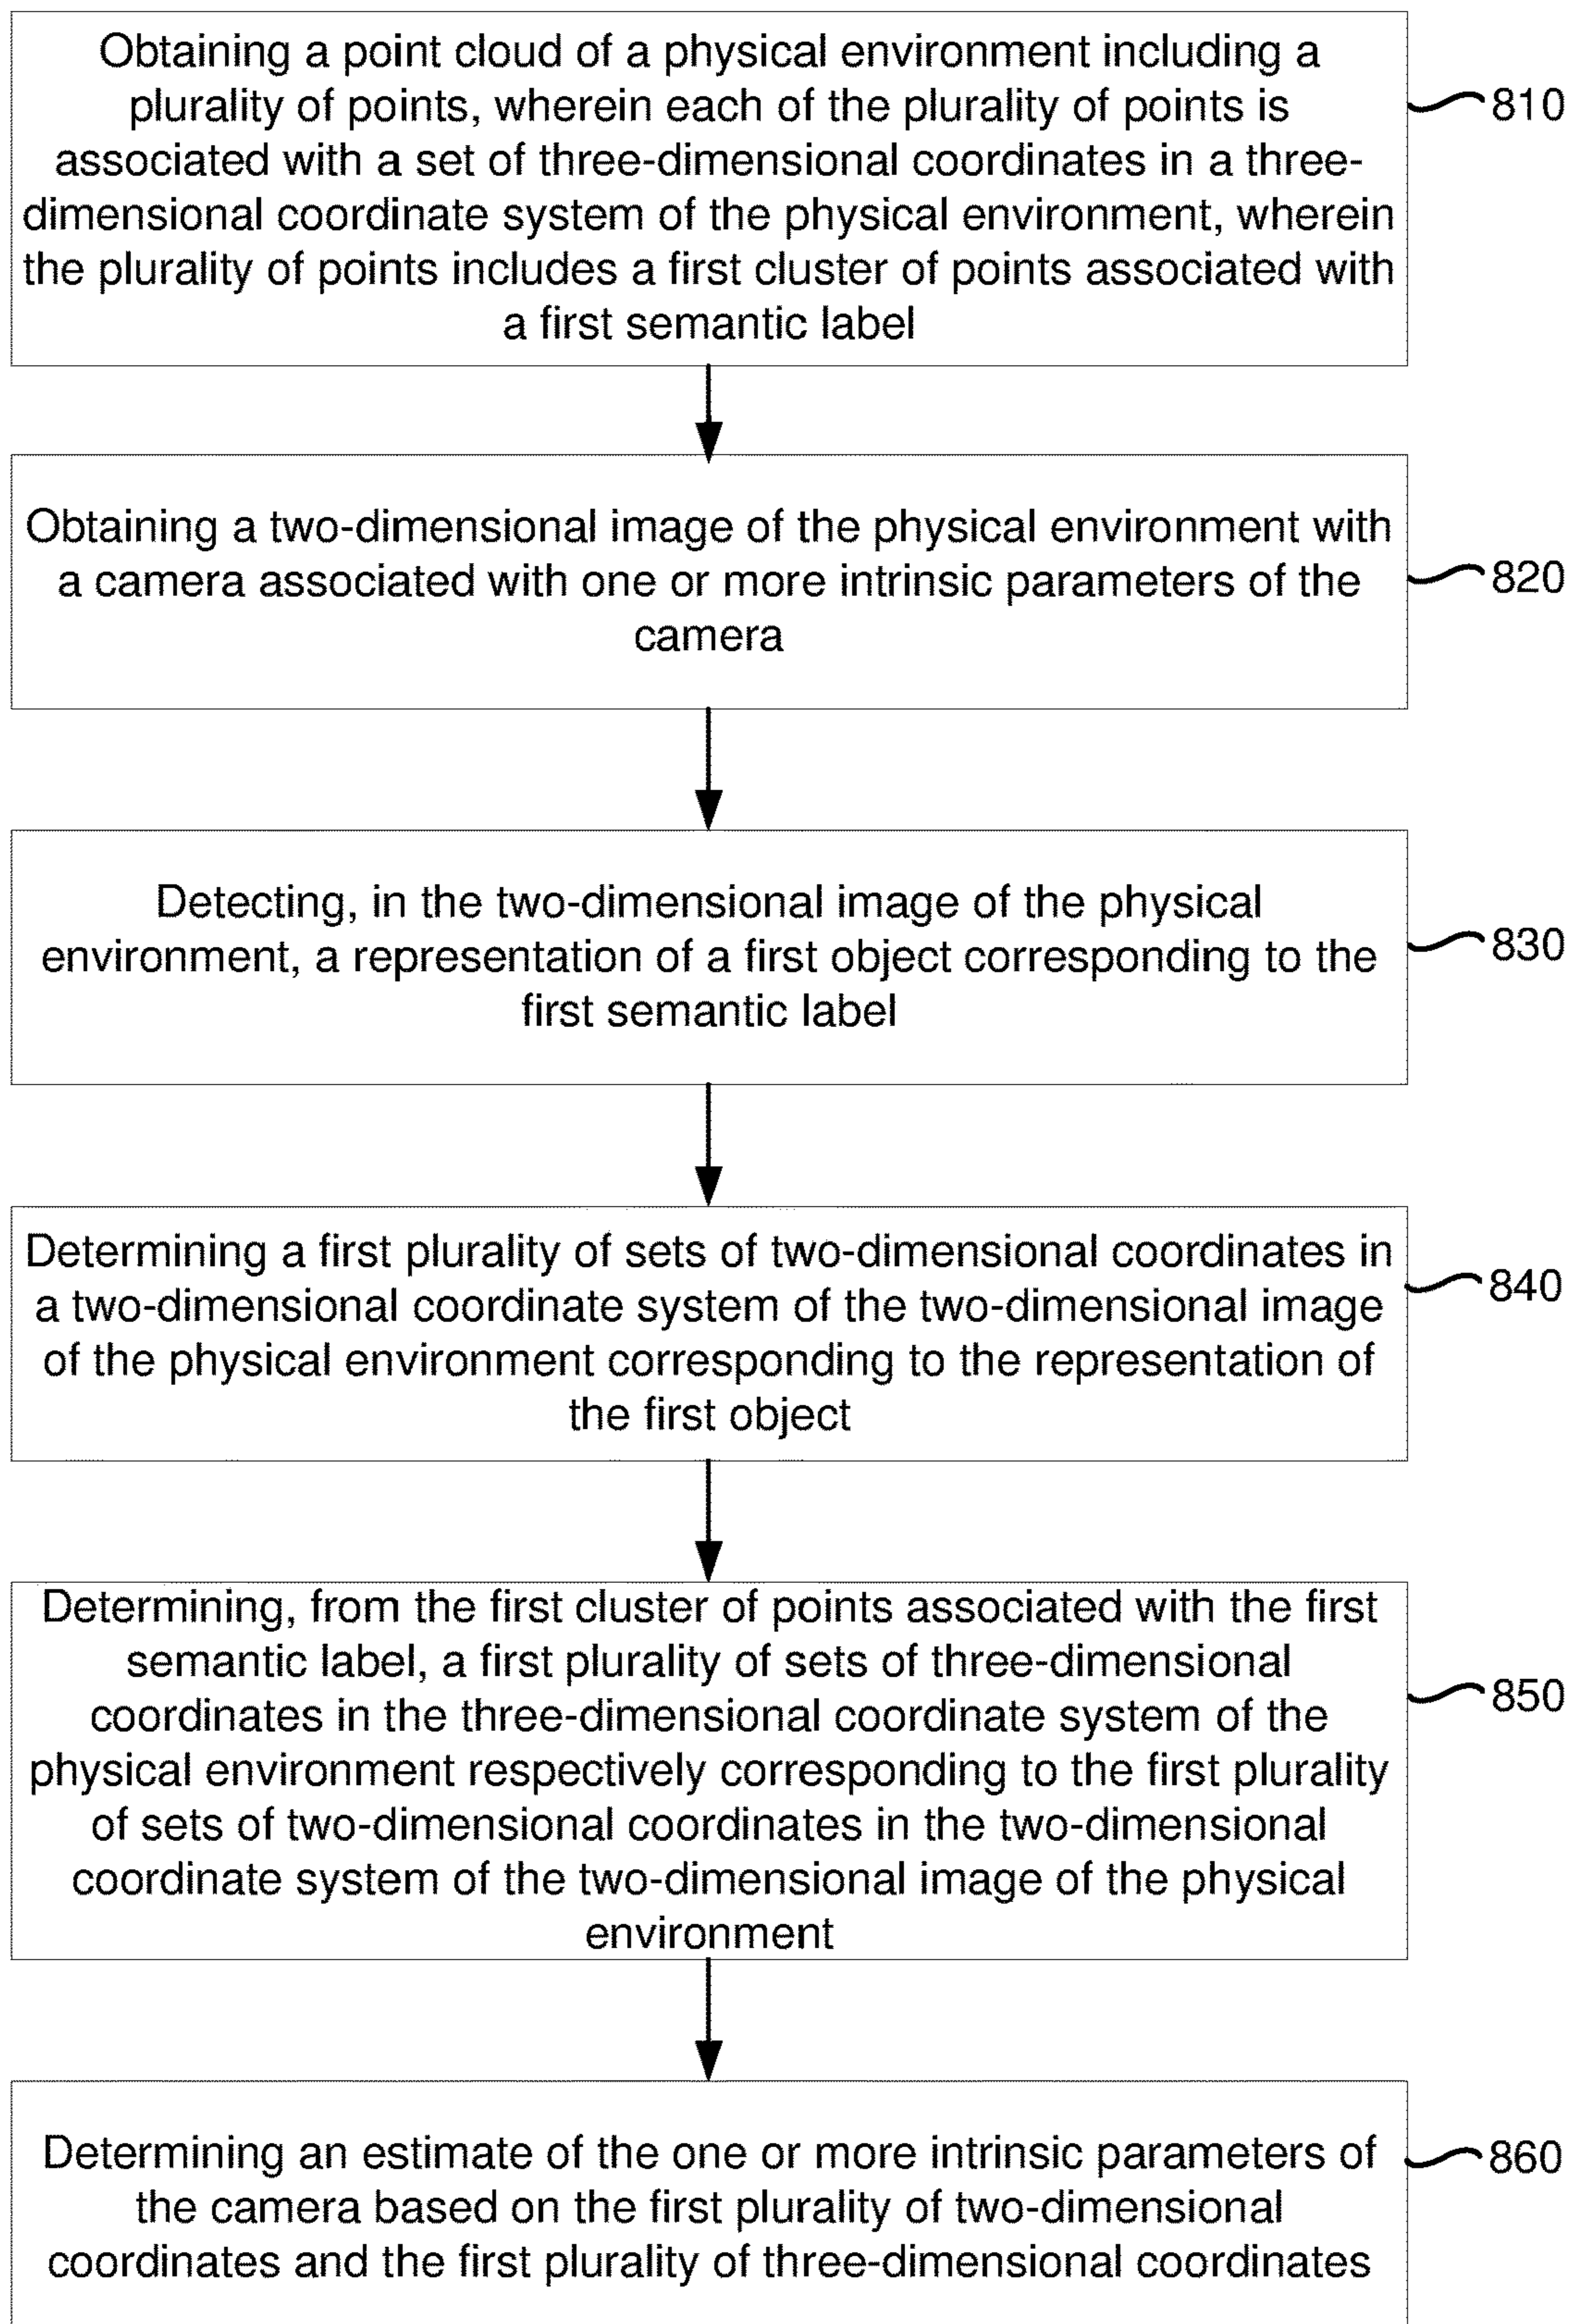 Obtaining a point cloud of a physical environment including a
plurality of points, wherein each of the plurality of points is
associated with a set of three-dimensional coordinates in a three-
dimensional coordinate system of the physical environment, wherein
the plurality of points includes a first cluster of points associated with
a first semantic label
810
Obtaining a two-dimensional image of the physical environment with
a camera associated with one or more intrinsic parameters of the
camera
820
Detecting, in the two-dimensional image of the physical
environment, a representation of a first object corresponding to the
first semantic label
830
Determining a first plurality of sets of two-dimensional coordinates in
a two-dimensional coordinate system of the two-dimensional image
of the physical environment corresponding to the representation of
the first object
840
Determining, from the first cluster of points associated with the first
semantic label, a first plurality of sets of three-dimensional
coordinates in the three-dimensional coordinate system of the
physical environment respectively corresponding to the first plurality
of sets of two-dimensional coordinates in the two-dimensional
coordinate system of the two-dimensional image of the physical
environment
850
Determining an estimate of the one or more intrinsic parameters of
the camera based on the first plurality of two-dimensional
coordinates and the first plurality of three-dimensional coordinates
860